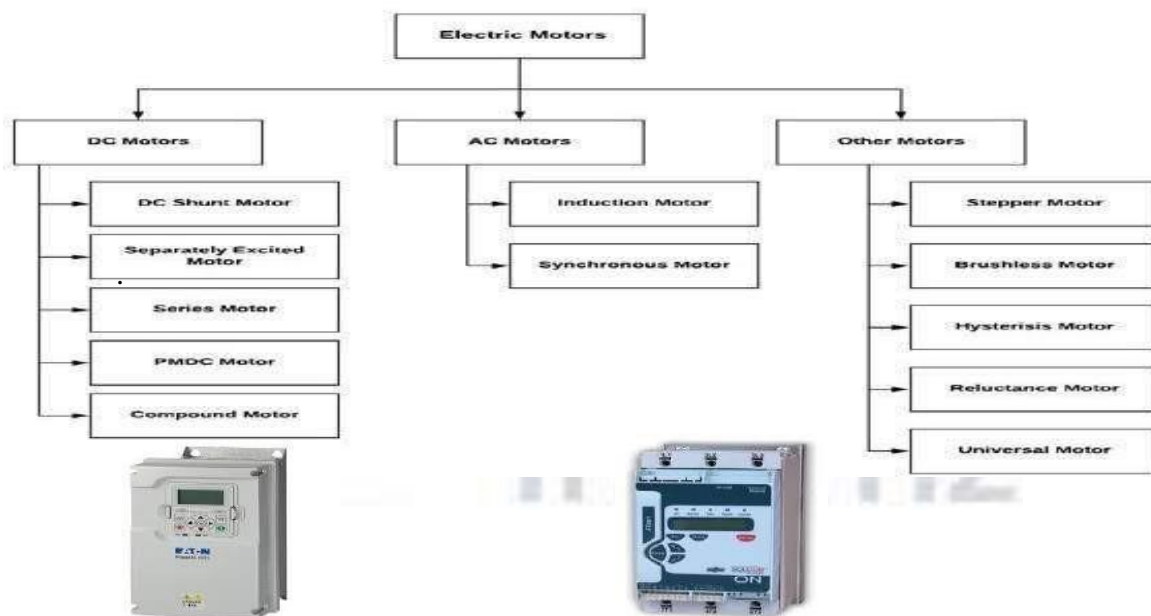 Electric Motors
DC Motors
AC Motors
Other Motors
DC Shunt Motor
Separately Excited
Motor
Series Motor
PMDC Motor
Compound Motor
Induction Motor
Synchronous Motor
Stepper Motor
Brushless Motor
Hysterisis Motor
Reluctance Motor
Universal Motor
EATON
ON